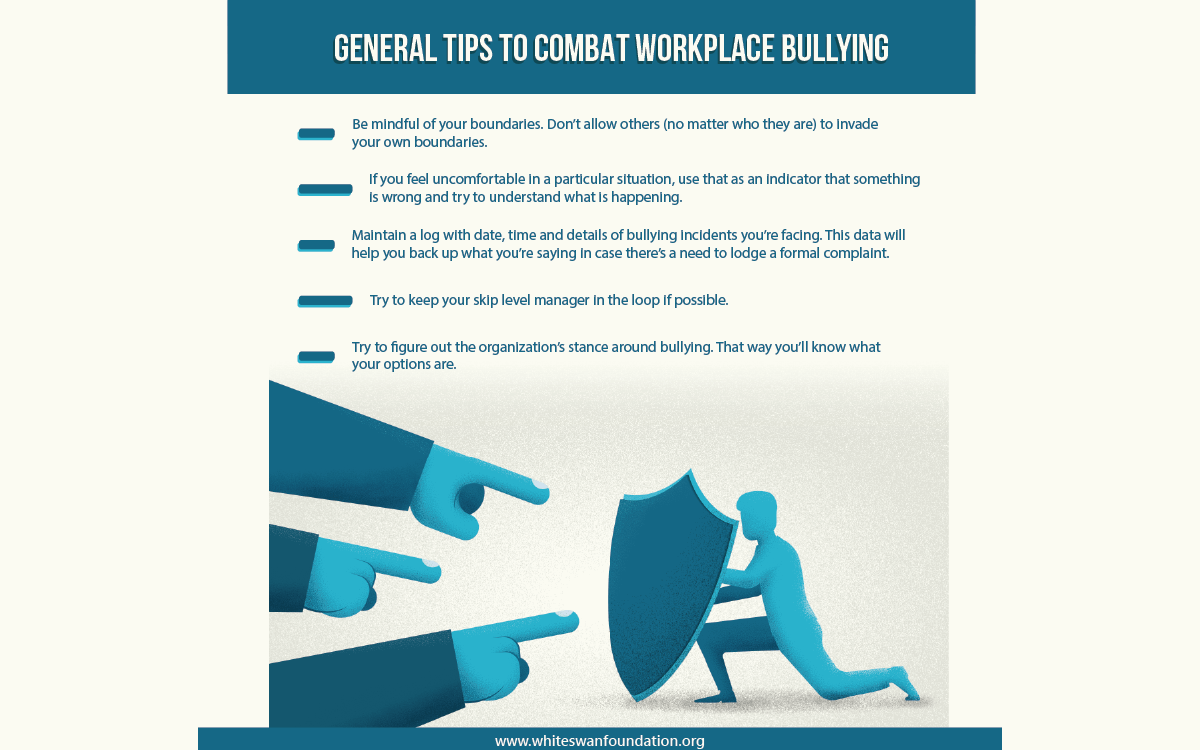 GENERAL TIPS TO COMBAT WORKPLACE BULLYING
Be mindful of your boundaries. Don’t allow others (no matter who they are) to invade
your own boundaries.
If you feel uncomfortable in a particular situation, use that as an indicator that something
is wrong and try to understand what is happening.
Maintain a log with date, time and details of bullying incidents you’re facing. This data will
help you back up what you’re saying in case there’s a need to lodge a formal complaint.
Try to keep your skip level manager in the loop if possible.
Try to figure out the organization’s stance around bullying. That way you’ll know what
your options are.
www.whiteswanfoundation.org